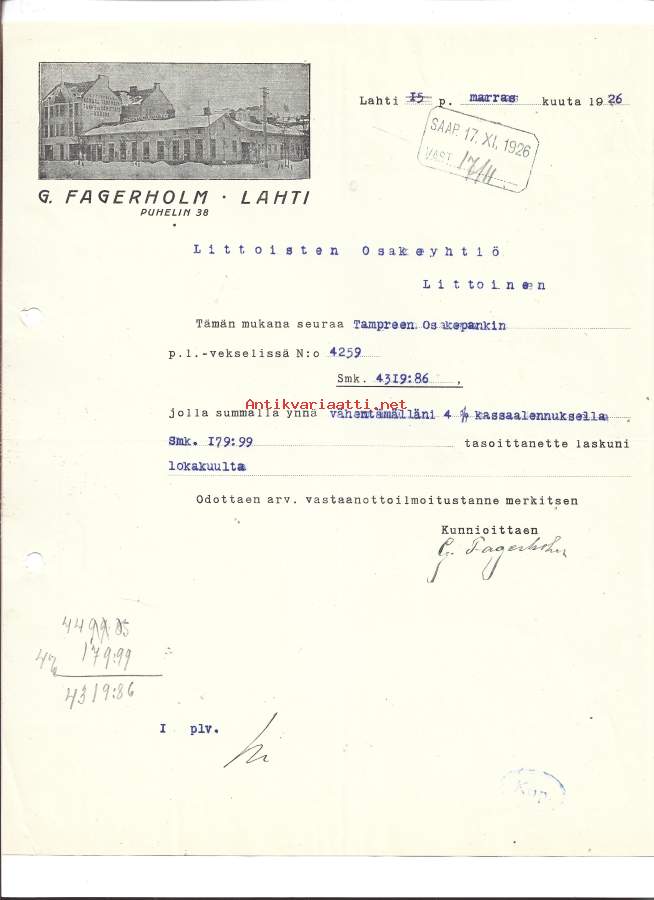 Lahti 15 p. marras kuuta 1926
SAAP. 17. XI. 1926
VAST. 17/11
G. FAGERHOLM · LAHTI
PUHELIN 38
Littoisten Osakeyhtiö
Littoinen
Tämän mukana seuraa Tampreen Osakepankin
p.l.-vekselissä N:o 4259
Smk. 4319:86 ,
Antikvariaatti.net
jolla summalla ynnä vähentämälläni 4 % kassaalennuksella
Smk. 179:99 tasoittanette laskuni
lokakuulta
Odottaen arv. vastaanottoilmoitustanne merkitsen
Kunnioittaen
G. Fagerholm
4499 85
4% 179:99
4319:86
I plv.
Kop.